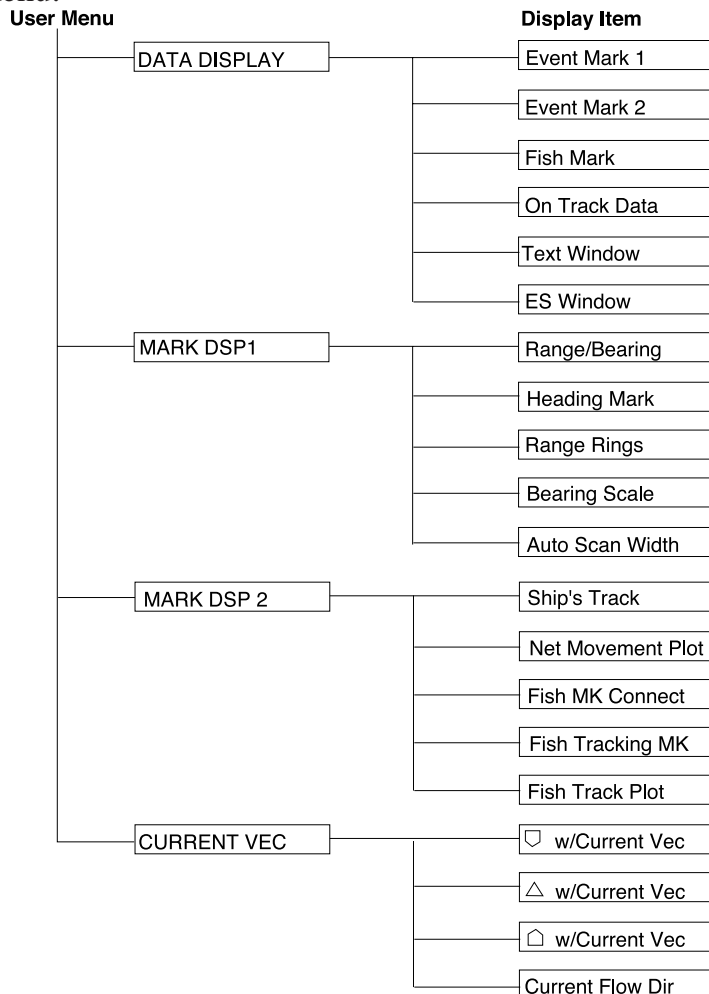 User Menu
Display Item
DATA DISPLAY
Event Mark 1
Event Mark 2
Fish Mark
On Track Data
Text Window
ES Window
MARK DSP1
Range/Bearing
Heading Mark
Range Rings
Bearing Scale
Auto Scan Width
MARK DSP 2
Ship's Track
Net Movement Plot
Fish MK Connect
Fish Tracking MK
Fish Track Plot
CURRENT VEC
w/Current Vec
w/Current Vec
w/Current Vec
Current Flow Dir